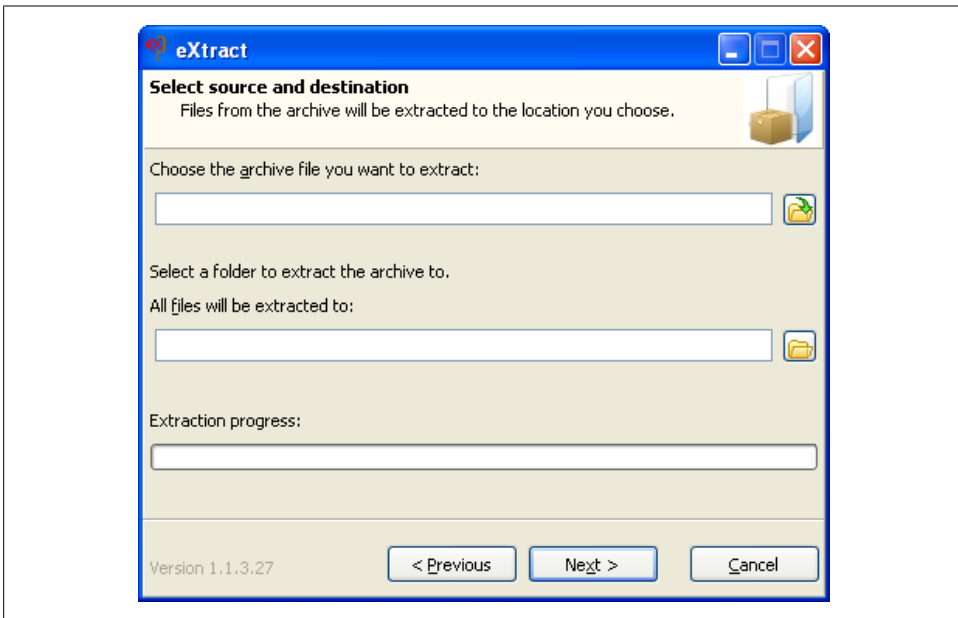 eXtract
Select source and destination
Files from the archive will be extracted to the location you choose.
Choose the archive file you want to extract:
Select a folder to extract the archive to.
All files will be extracted to:
Extraction progress:
Version 1.1.3.27
< Previous
Next >
Cancel